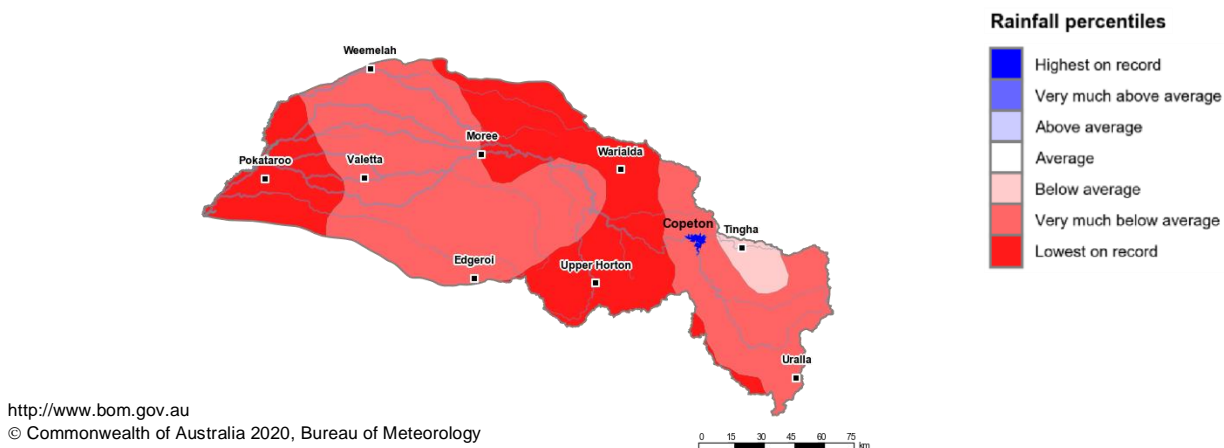 Rainfall percentiles
Highest on record
Very much above average
Above average
Average
Below average
Very much below average
Lowest on record
Weemelah
Moree
Warialda
Pokataroo
Valetta
Copeton
Tingha
Edgeroi
Upper Horton
Uralla
http://www.bom.gov.au
© Commonwealth of Australia 2020, Bureau of Meteorology
0 15 30 45 60 75
km